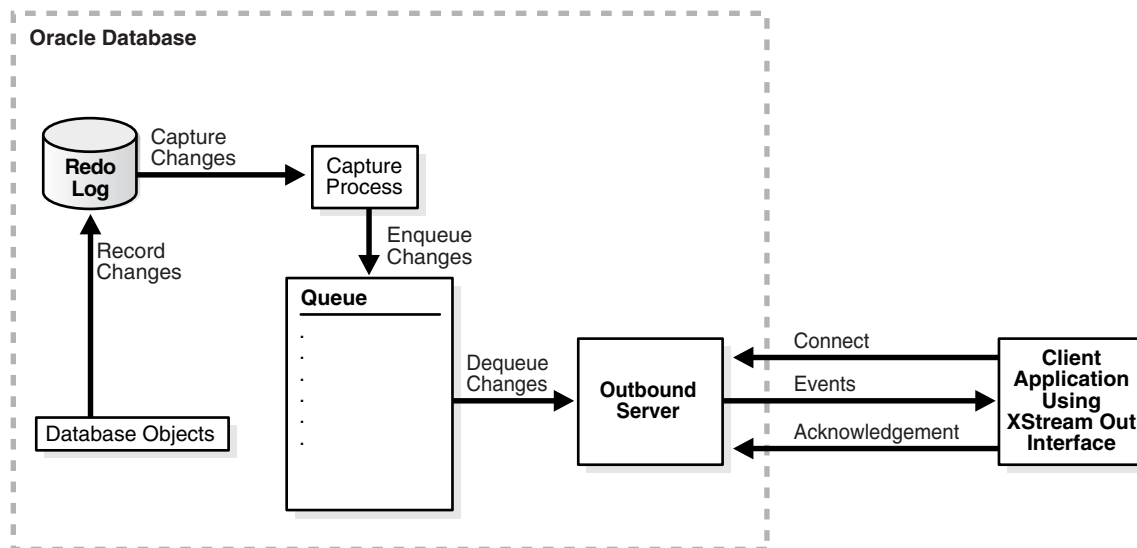 Oracle Database
Redo
Log
Capture
Changes
Capture
Process
Record
Changes
Enqueue
Changes
Queue
.
.
.
.
.
.
Database Objects
Dequeue
Changes
Outbound
Server
Connect
Events
Acknowledgement
Client
Application
Using
XStream Out
Interface